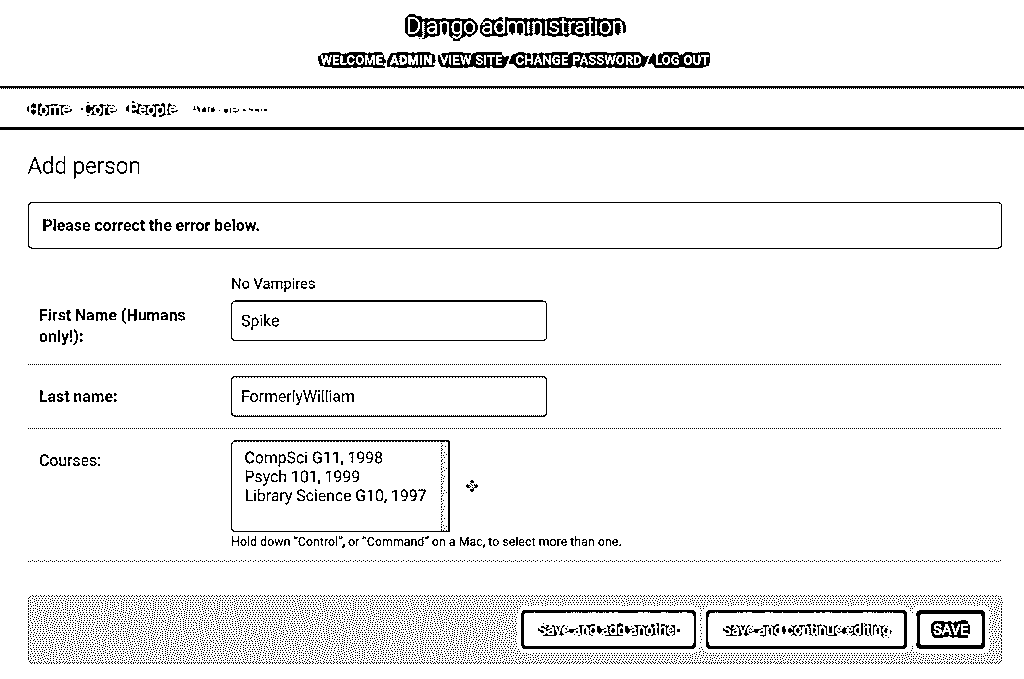 Django administration
WELCOME, ADMIN. VIEW SITE / CHANGE PASSWORD / LOG OUT
Home Core People
Add person
Please correct the error below.
No Vampires
First Name (Humans
only!):
Spike
Last name:
FormerlyWilliam
Courses:
CompSci G11, 1998
Psych 101, 1999
Library Science G10, 1997
Hold down "Control", or "Command" on a Mac, to select more than one.
Save and add another
Save and continue editing
SAVE